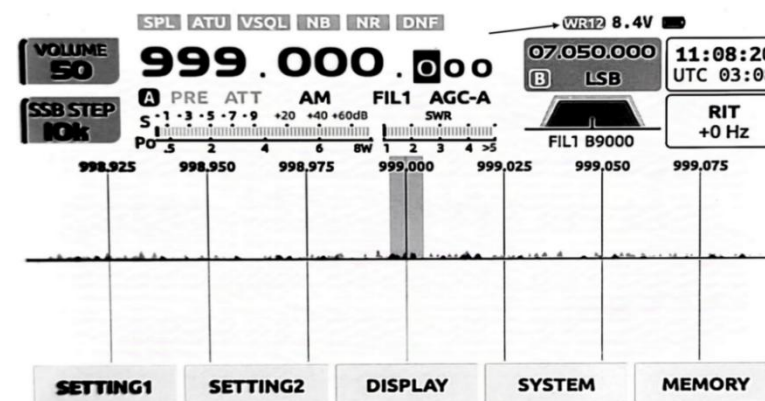 SPL ATU VSQL NB NR DNF WR12 8.4V
VOLUME
50
999.000.000
07.050.000
B LSB
11:08:20
UTC 03:0
SSB STEP
10k
A PRE ATT AM FIL1 AGC-A
S 1 3 5 7 9 +20 +40 +60dB SWR
Po .5 2 4 6 8W 1 2 3 4 >5
FIL1 B9000
RIT
+0 Hz
998.925 998.950 998.975 999.000 999.025 999.050 999.075
SETTING1 SETTING2 DISPLAY SYSTEM MEMORY